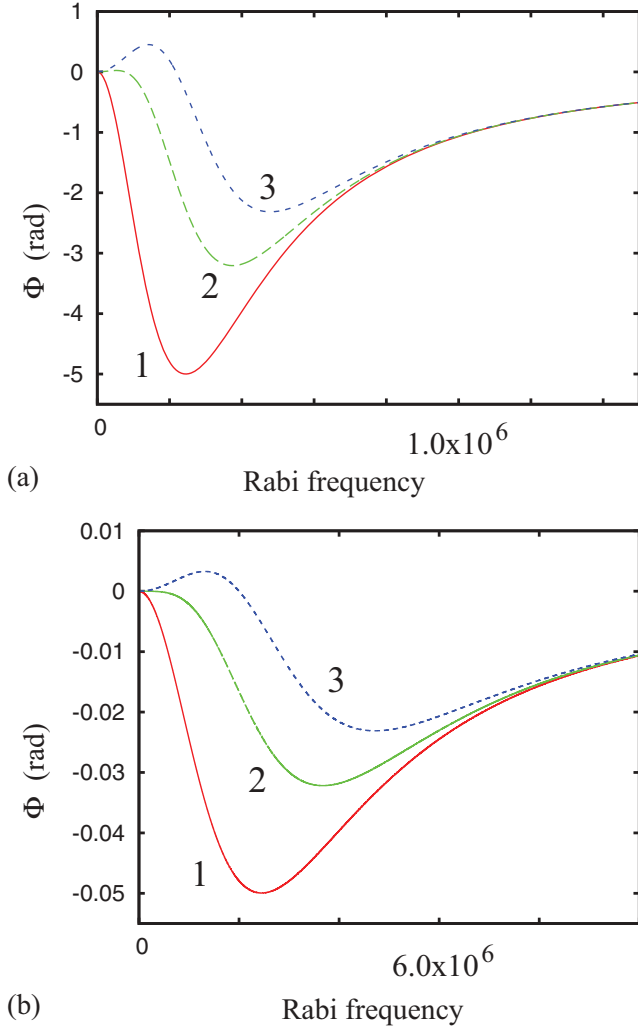 1
0
-1
-2
-3
-4
-5
Φ (rad)
3
2
1
0
1.0x10^6
(a)
Rabi frequency
0.01
0
-0.01
-0.02
-0.03
-0.04
-0.05
Φ (rad)
3
2
1
0
6.0x10^6
(b)
Rabi frequency